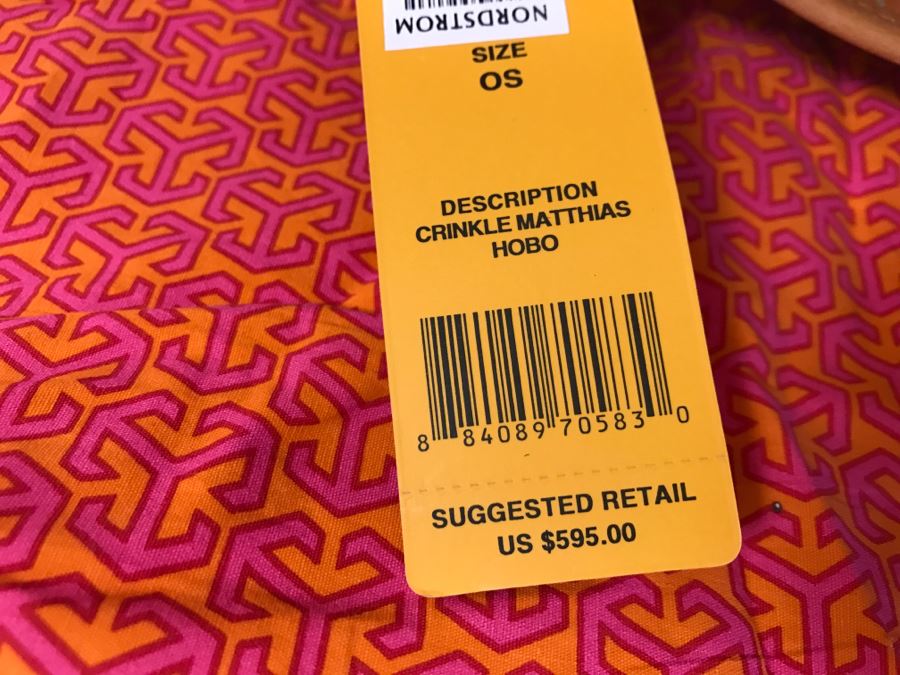 NORDSTROM
SIZE
OS
DESCRIPTION
CRINKLE MATTHIAS
HOBO
8 84089 70583 0
SUGGESTED RETAIL
US $595.00